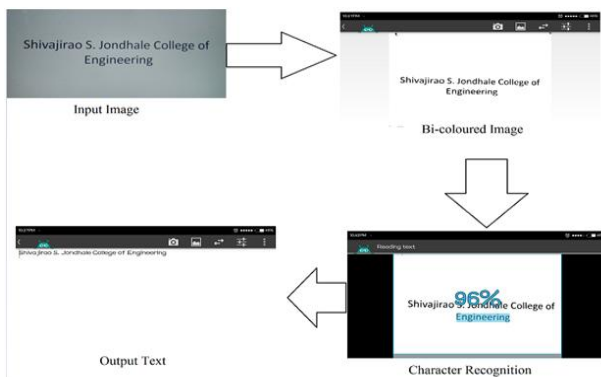 Shivajirao S. Jondhale College of
Engineering
Input Image
Shivajirao S. Jondhale College of
Engineering
Bi-coloured Image
Reading text
96%
Shivajirao S. Jondhale College of
Engineering
Character Recognition
Shivajirao S. Jondhale College of Engineering
Output Text